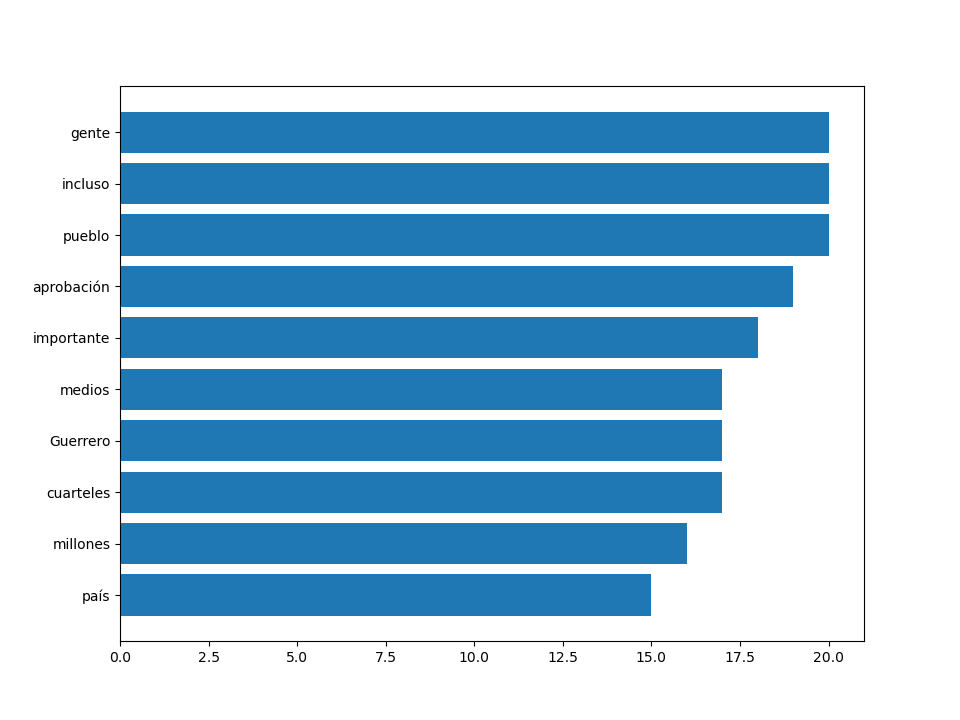 gente
incluso
pueblo
aprobación
importante
medios
Guerrero
cuarteles
millones
país
0.0 2.5 5.0 7.5 10.0 12.5 15.0 17.5 20.0